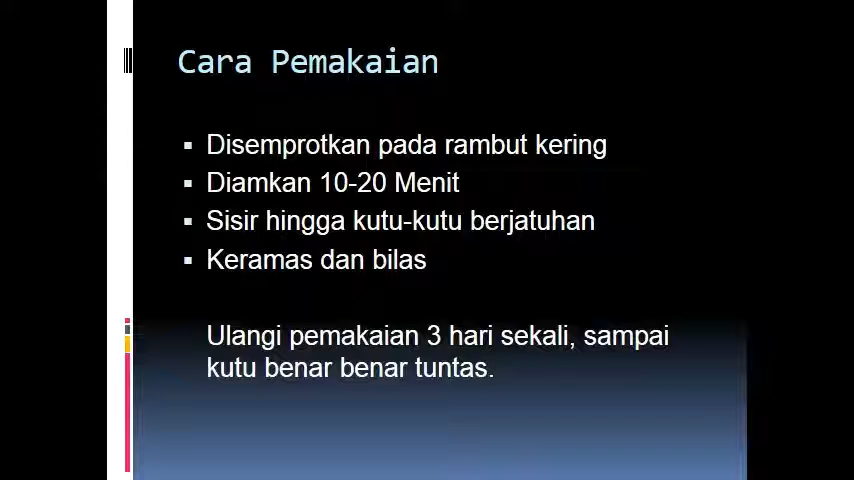 Cara Pemakaian
▪ Disemprotkan pada rambut kering
▪ Diamkan 10-20 Menit
▪ Sisir hingga kutu-kutu berjatuhan
▪ Keramas dan bilas
Ulangi pemakaian 3 hari sekali, sampai
kutu benar benar tuntas.